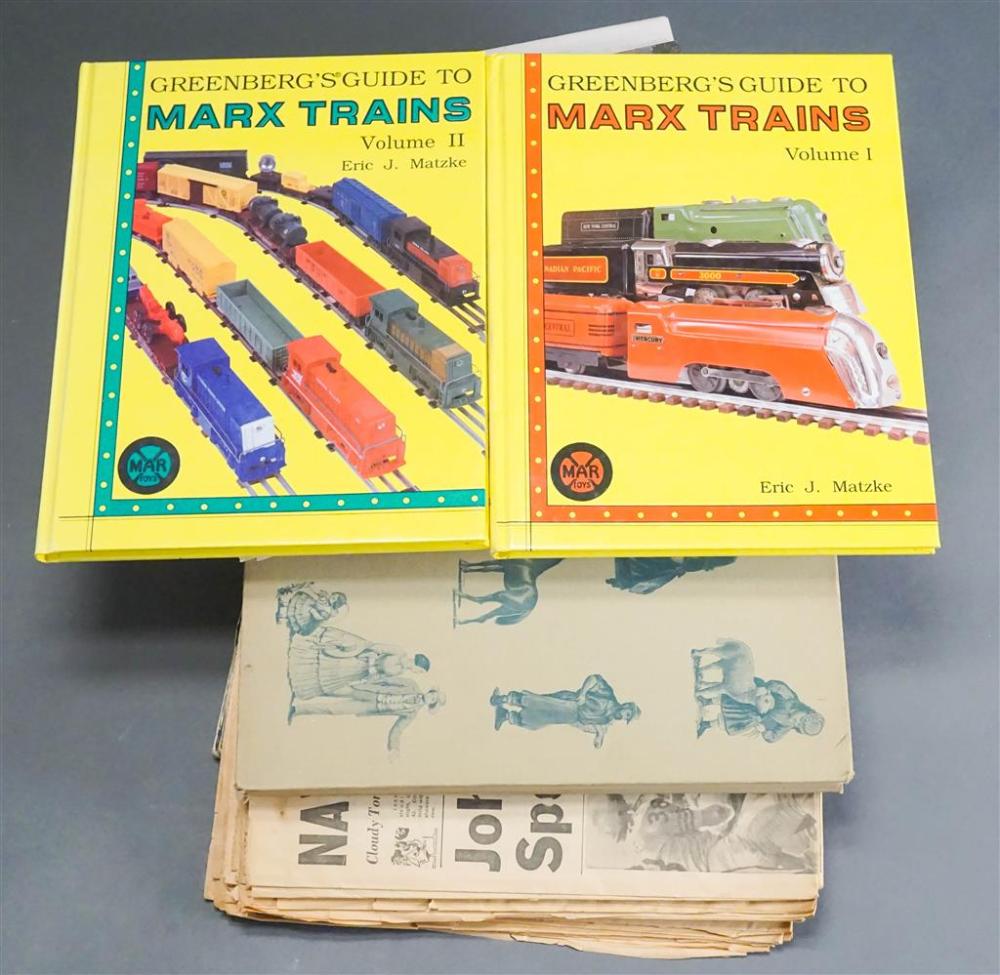 GREENBERG'S® GUIDE TO
MARX TRAINS
Volume II
Eric J. Matzke
MAR
TOYS
GREENBERG'S GUIDE TO
MARX TRAINS
Volume I
NEW YORK CENTRAL
CANADIAN PACIFIC
3000
CENTRAL
MERCURY
MAR
TOYS
Eric J. Matzke
NA
Cloudy
Joh
Sp